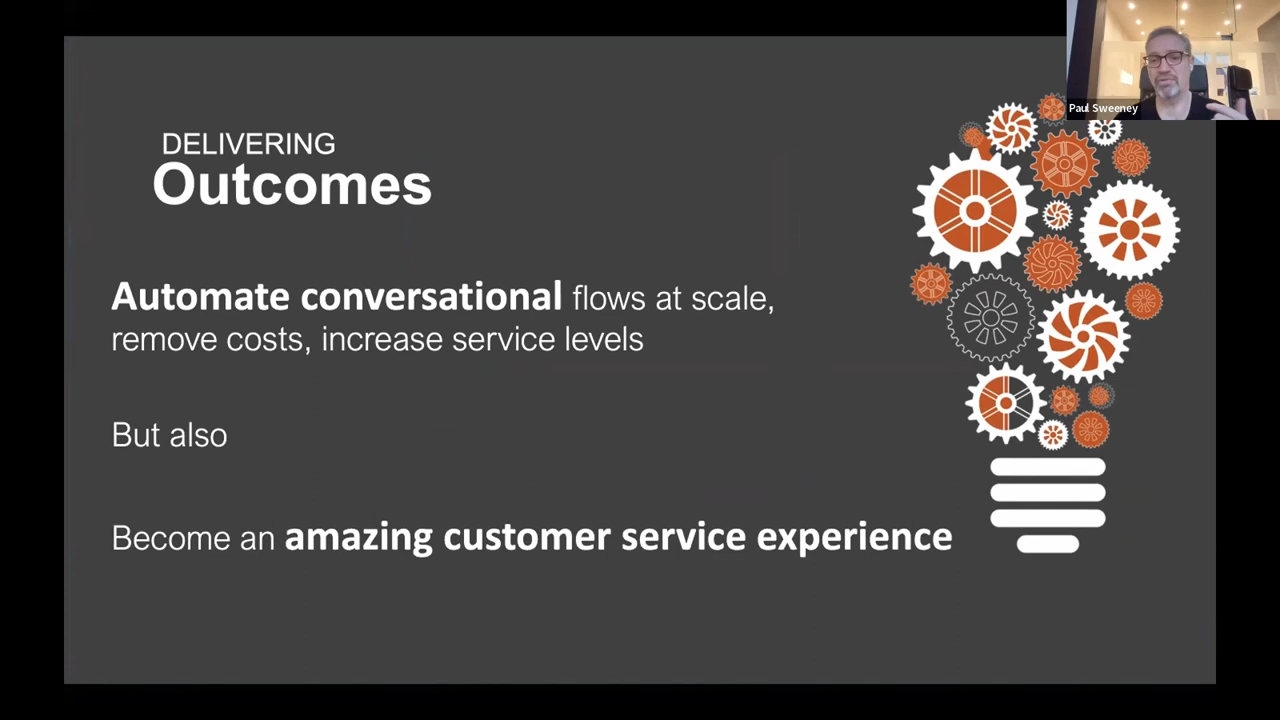 Paul Sweeney
DELIVERING
Outcomes
Automate conversational flows at scale,
remove costs, increase service levels
But also
Become an amazing customer service experience